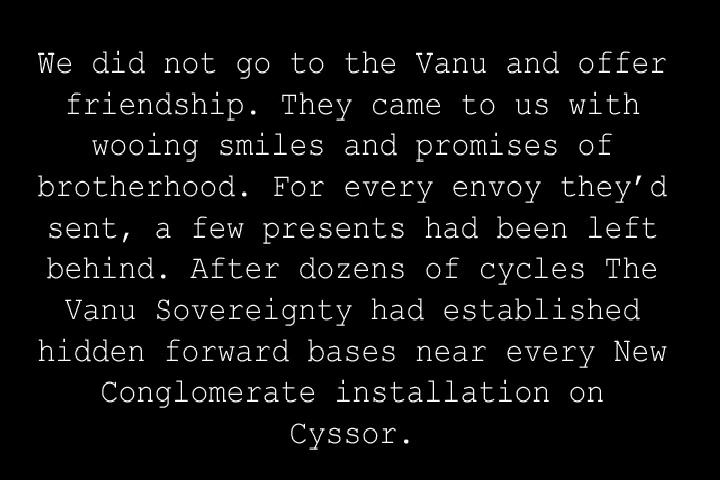 We did not go to the Vanu and offer
friendship. They came to us with
wooing smiles and promises of
brotherhood. For every envoy they’d
sent, a few presents had been left
behind. After dozens of cycles The
Vanu Sovereignty had established
hidden forward bases near every New
Conglomerate installation on
Cyssor.